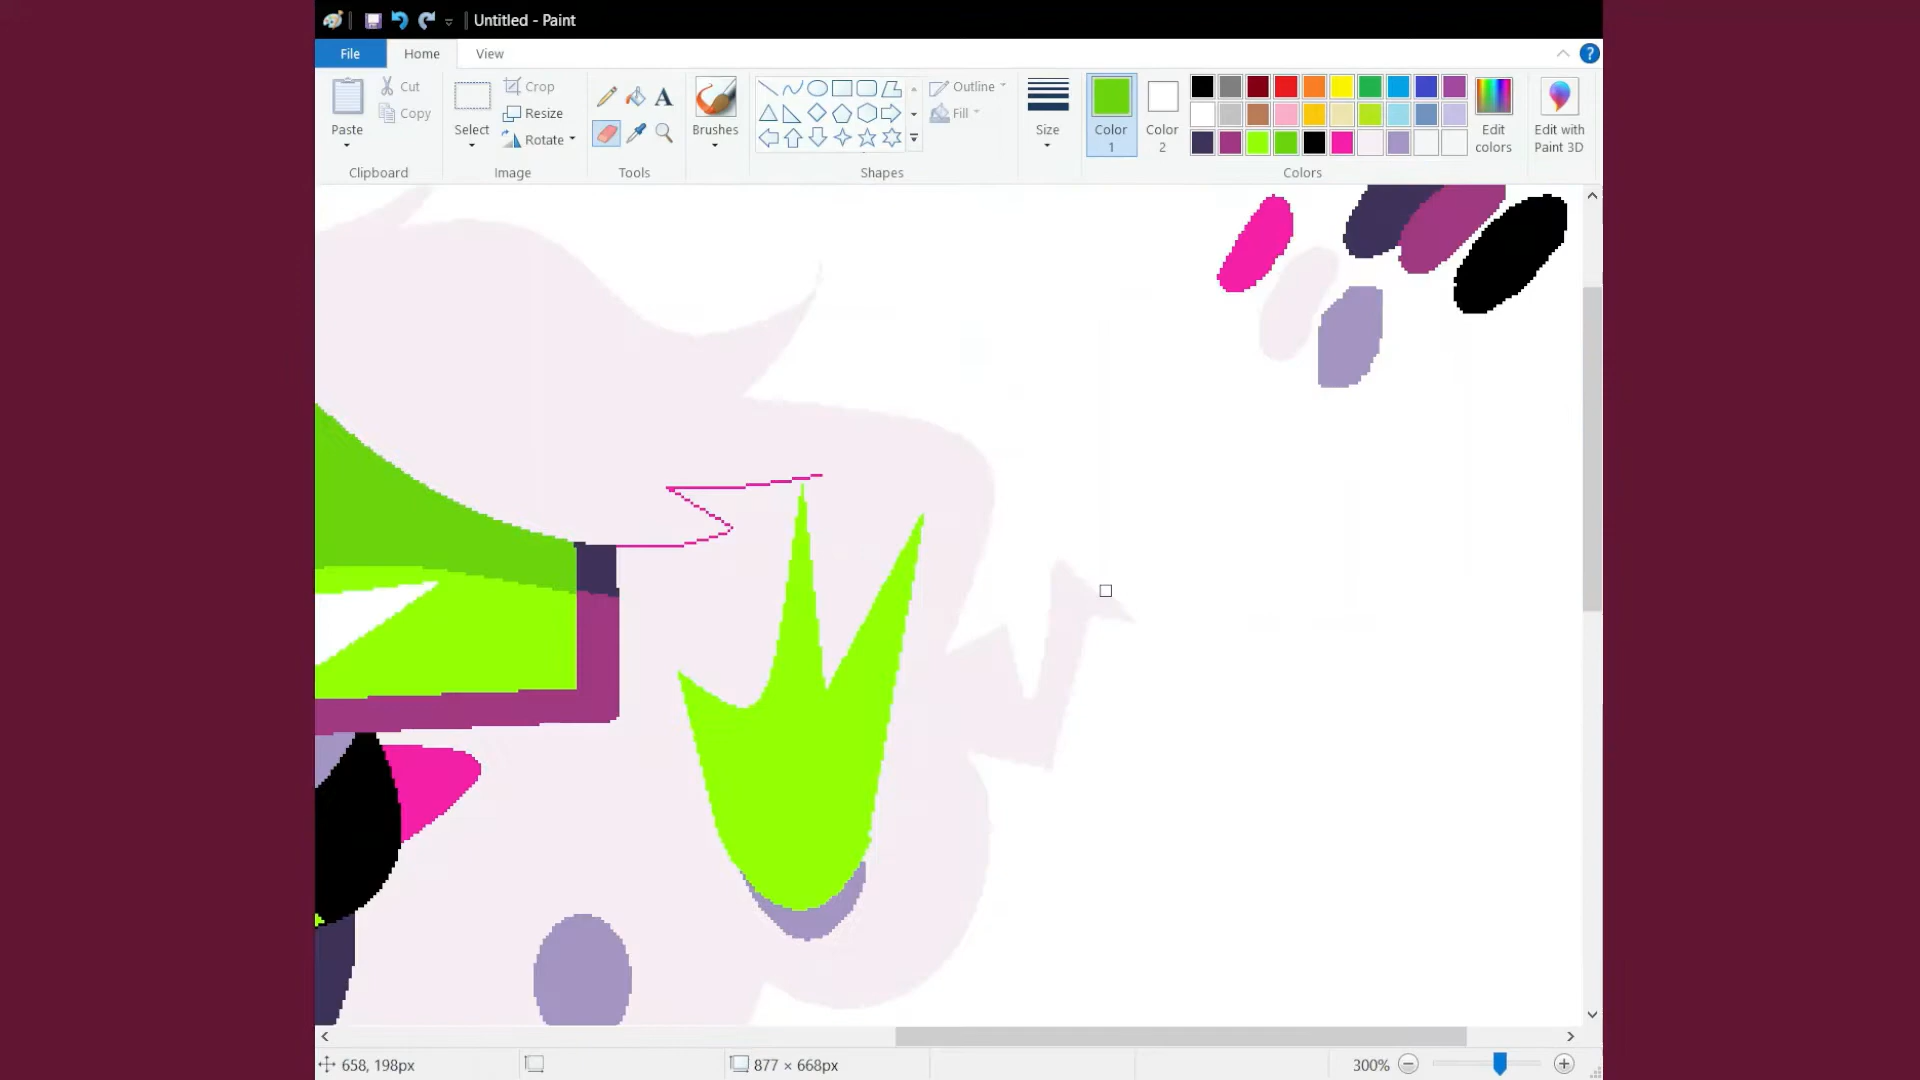 Untitled - Paint
File Home View
Paste
Cut
Copy
Clipboard
Select
Crop
Resize
Rotate
Image
A
Tools
Brushes
Outline
Fill
Shapes
Size
Color
1
Color
2
Colors
Edit
colors
Edit with
Paint 3D
?
658, 198px
877 × 668px
300%